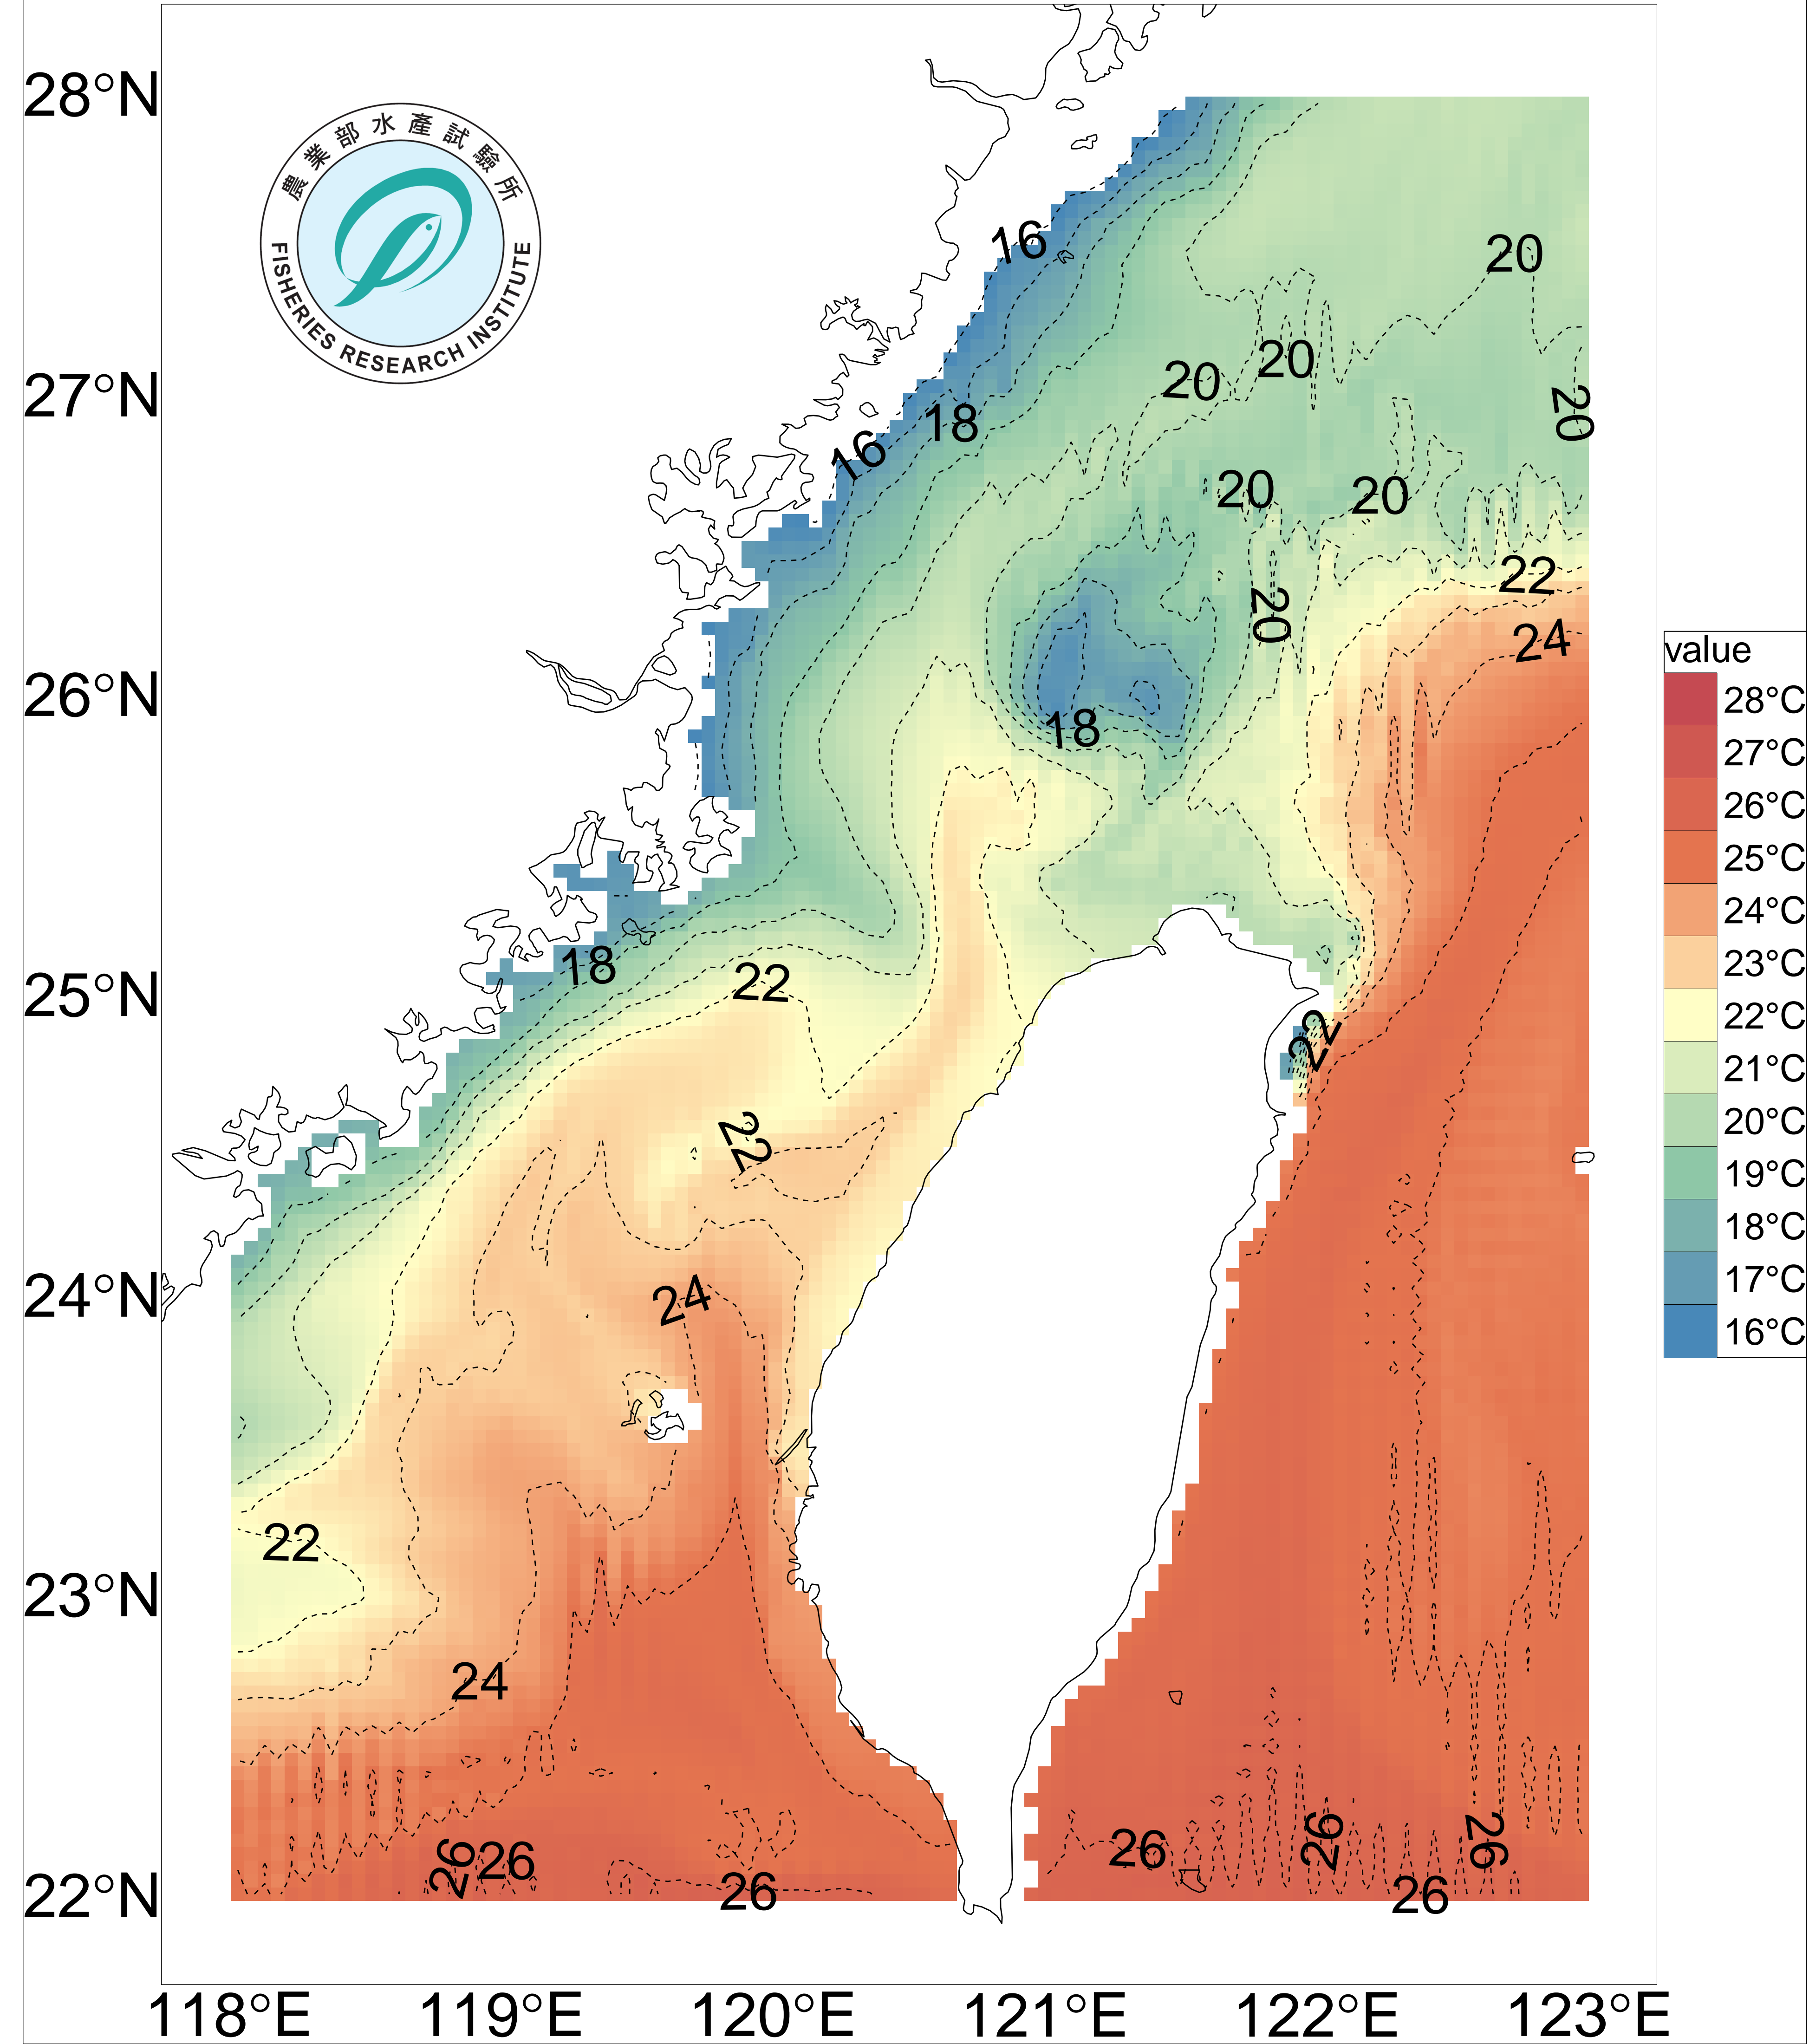 28°N
27°N
26°N
25°N
24°N
23°N
22°N
農業部水產試驗所
FISHERIES RESEARCH INSTITUTE
16
20
20
20
18
20
16
20
20
22
20
24
18
18
22
22
22
24
22
24
26
26
26
26
26
26
26
118°E
119°E
120°E
121°E
122°E
123°E
value
28°C
27°C
26°C
25°C
24°C
23°C
22°C
21°C
20°C
19°C
18°C
17°C
16°C